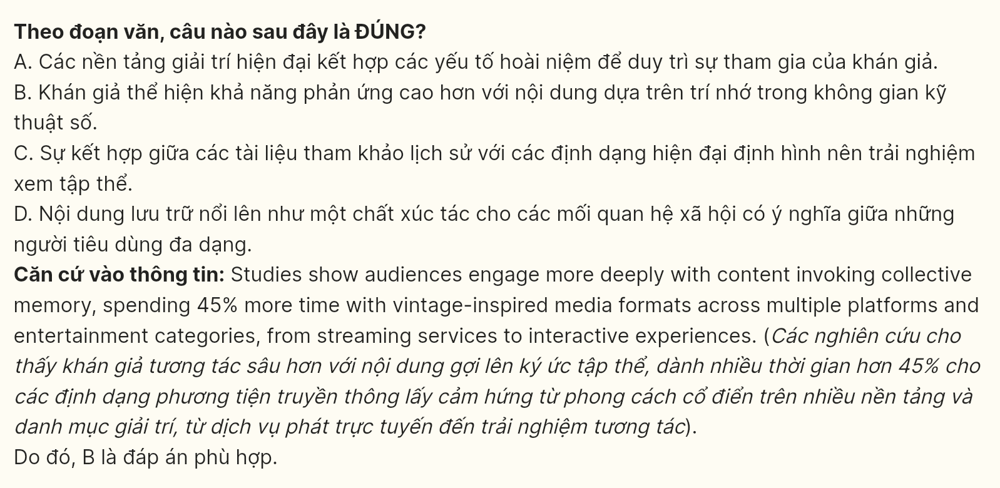 Theo đoạn văn, câu nào sau đây là ĐÚNG?
A. Các nền tảng giải trí hiện đại kết hợp các yếu tố hoài niệm để duy trì sự tham gia của khán giả.
B. Khán giả thể hiện khả năng phản ứng cao hơn với nội dung dựa trên trí nhớ trong không gian kỹ
thuật số.
C. Sự kết hợp giữa các tài liệu tham khảo lịch sử với các định dạng hiện đại định hình nên trải nghiệm
xem tập thể.
D. Nội dung lưu trữ nổi lên như một chất xúc tác cho các mối quan hệ xã hội có ý nghĩa giữa những
người tiêu dùng đa dạng.
Căn cứ vào thông tin: Studies show audiences engage more deeply with content invoking collective
memory, spending 45% more time with vintage-inspired media formats across multiple platforms and
entertainment categories, from streaming services to interactive experiences. (Các nghiên cứu cho
thấy khán giả tương tác sâu hơn với nội dung gợi lên ký ức tập thể, dành nhiều thời gian hơn 45% cho
các định dạng phương tiện truyền thông lấy cảm hứng từ phong cách cổ điển trên nhiều nền tảng và
danh mục giải trí, từ dịch vụ phát trực tuyến đến trải nghiệm tương tác).
Do đó, B là đáp án phù hợp.